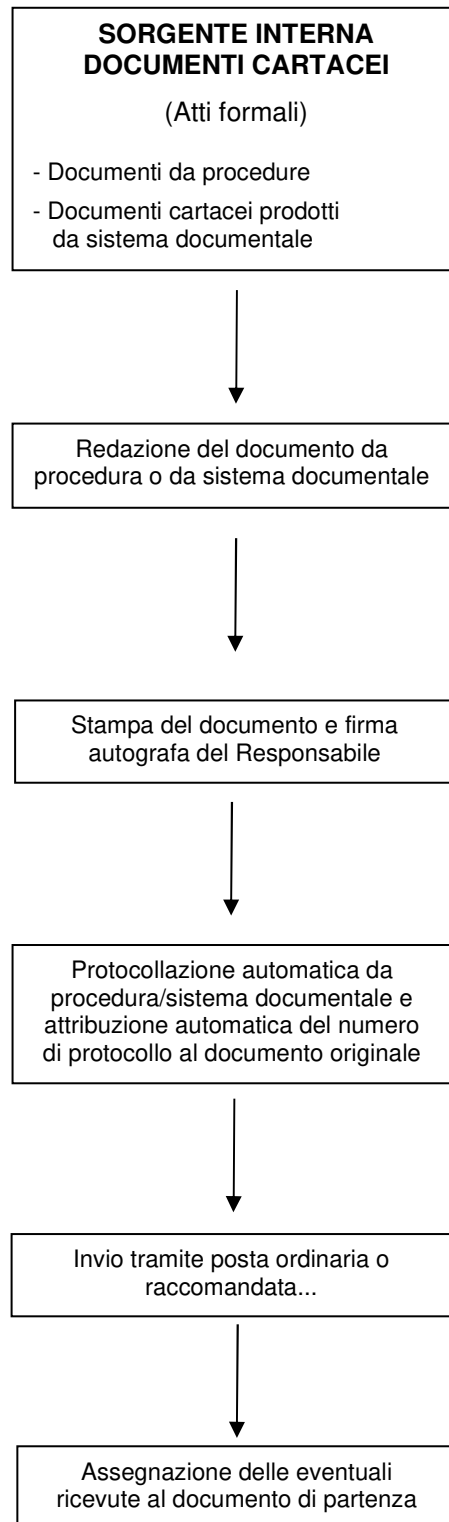 SORGENTE INTERNA
DOCUMENTI CARTACEI
(Atti formali)
- Documenti da procedure
- Documenti cartacei prodotti
da sistema documentale
Redazione del documento da
procedura o da sistema documentale
Stampa del documento e firma
autografa del Responsabile
Protocollazione automatica da
procedura/sistema documentale e
attribuzione automatica del numero
di protocollo al documento originale
Invio tramite posta ordinaria o
raccomandata...
Assegnazione delle eventuali
ricevute al documento di partenza